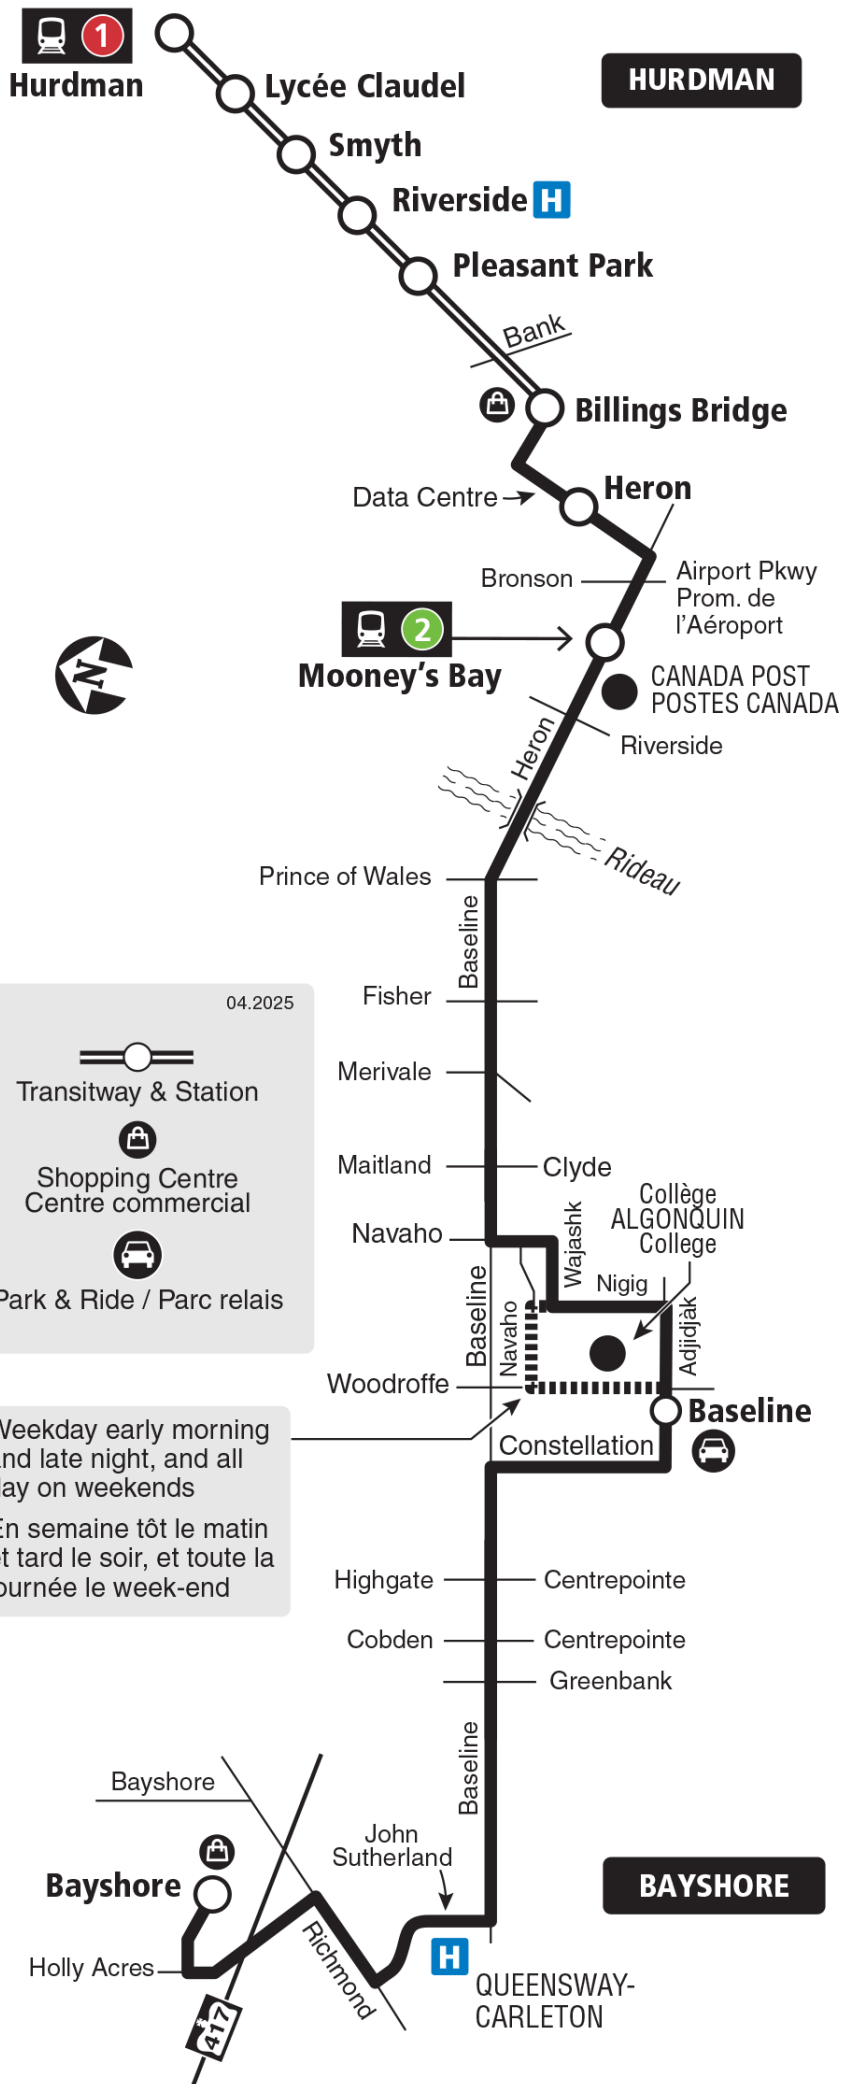 1
Hurdman
HURDMAN
Lycée Claudel
Smyth
Riverside H
Pleasant Park
Bank
Billings Bridge
Heron
Data Centre
Bronson
Airport Pkwy
Prom. de
l'Aéroport
2
Mooney's Bay
N
CANADA POST
POSTES CANADA
Riverside
Heron
Rideau
Prince of Wales
Baseline
Fisher
04.2025
Transitway & Station
Merivale
Shopping Centre
Centre commercial
Maitland
Clyde
Collège
ALGONQUIN
College
Navaho
Wajashk
Nigig
Park & Ride / Parc relais
Baseline
Navaho
Adjidjàk
Woodroffe
Baseline
Weekday early morning
and late night, and all
day on weekends
Constellation
En semaine tôt le matin
et tard le soir, et toute la
journée le week-end
Highgate
Centrepointe
Cobden
Centrepointe
Greenbank
Baseline
Bayshore
John
Sutherland
Bayshore
BAYSHORE
Holly Acres
Richmond
H
QUEENSWAY-
CARLETON
417